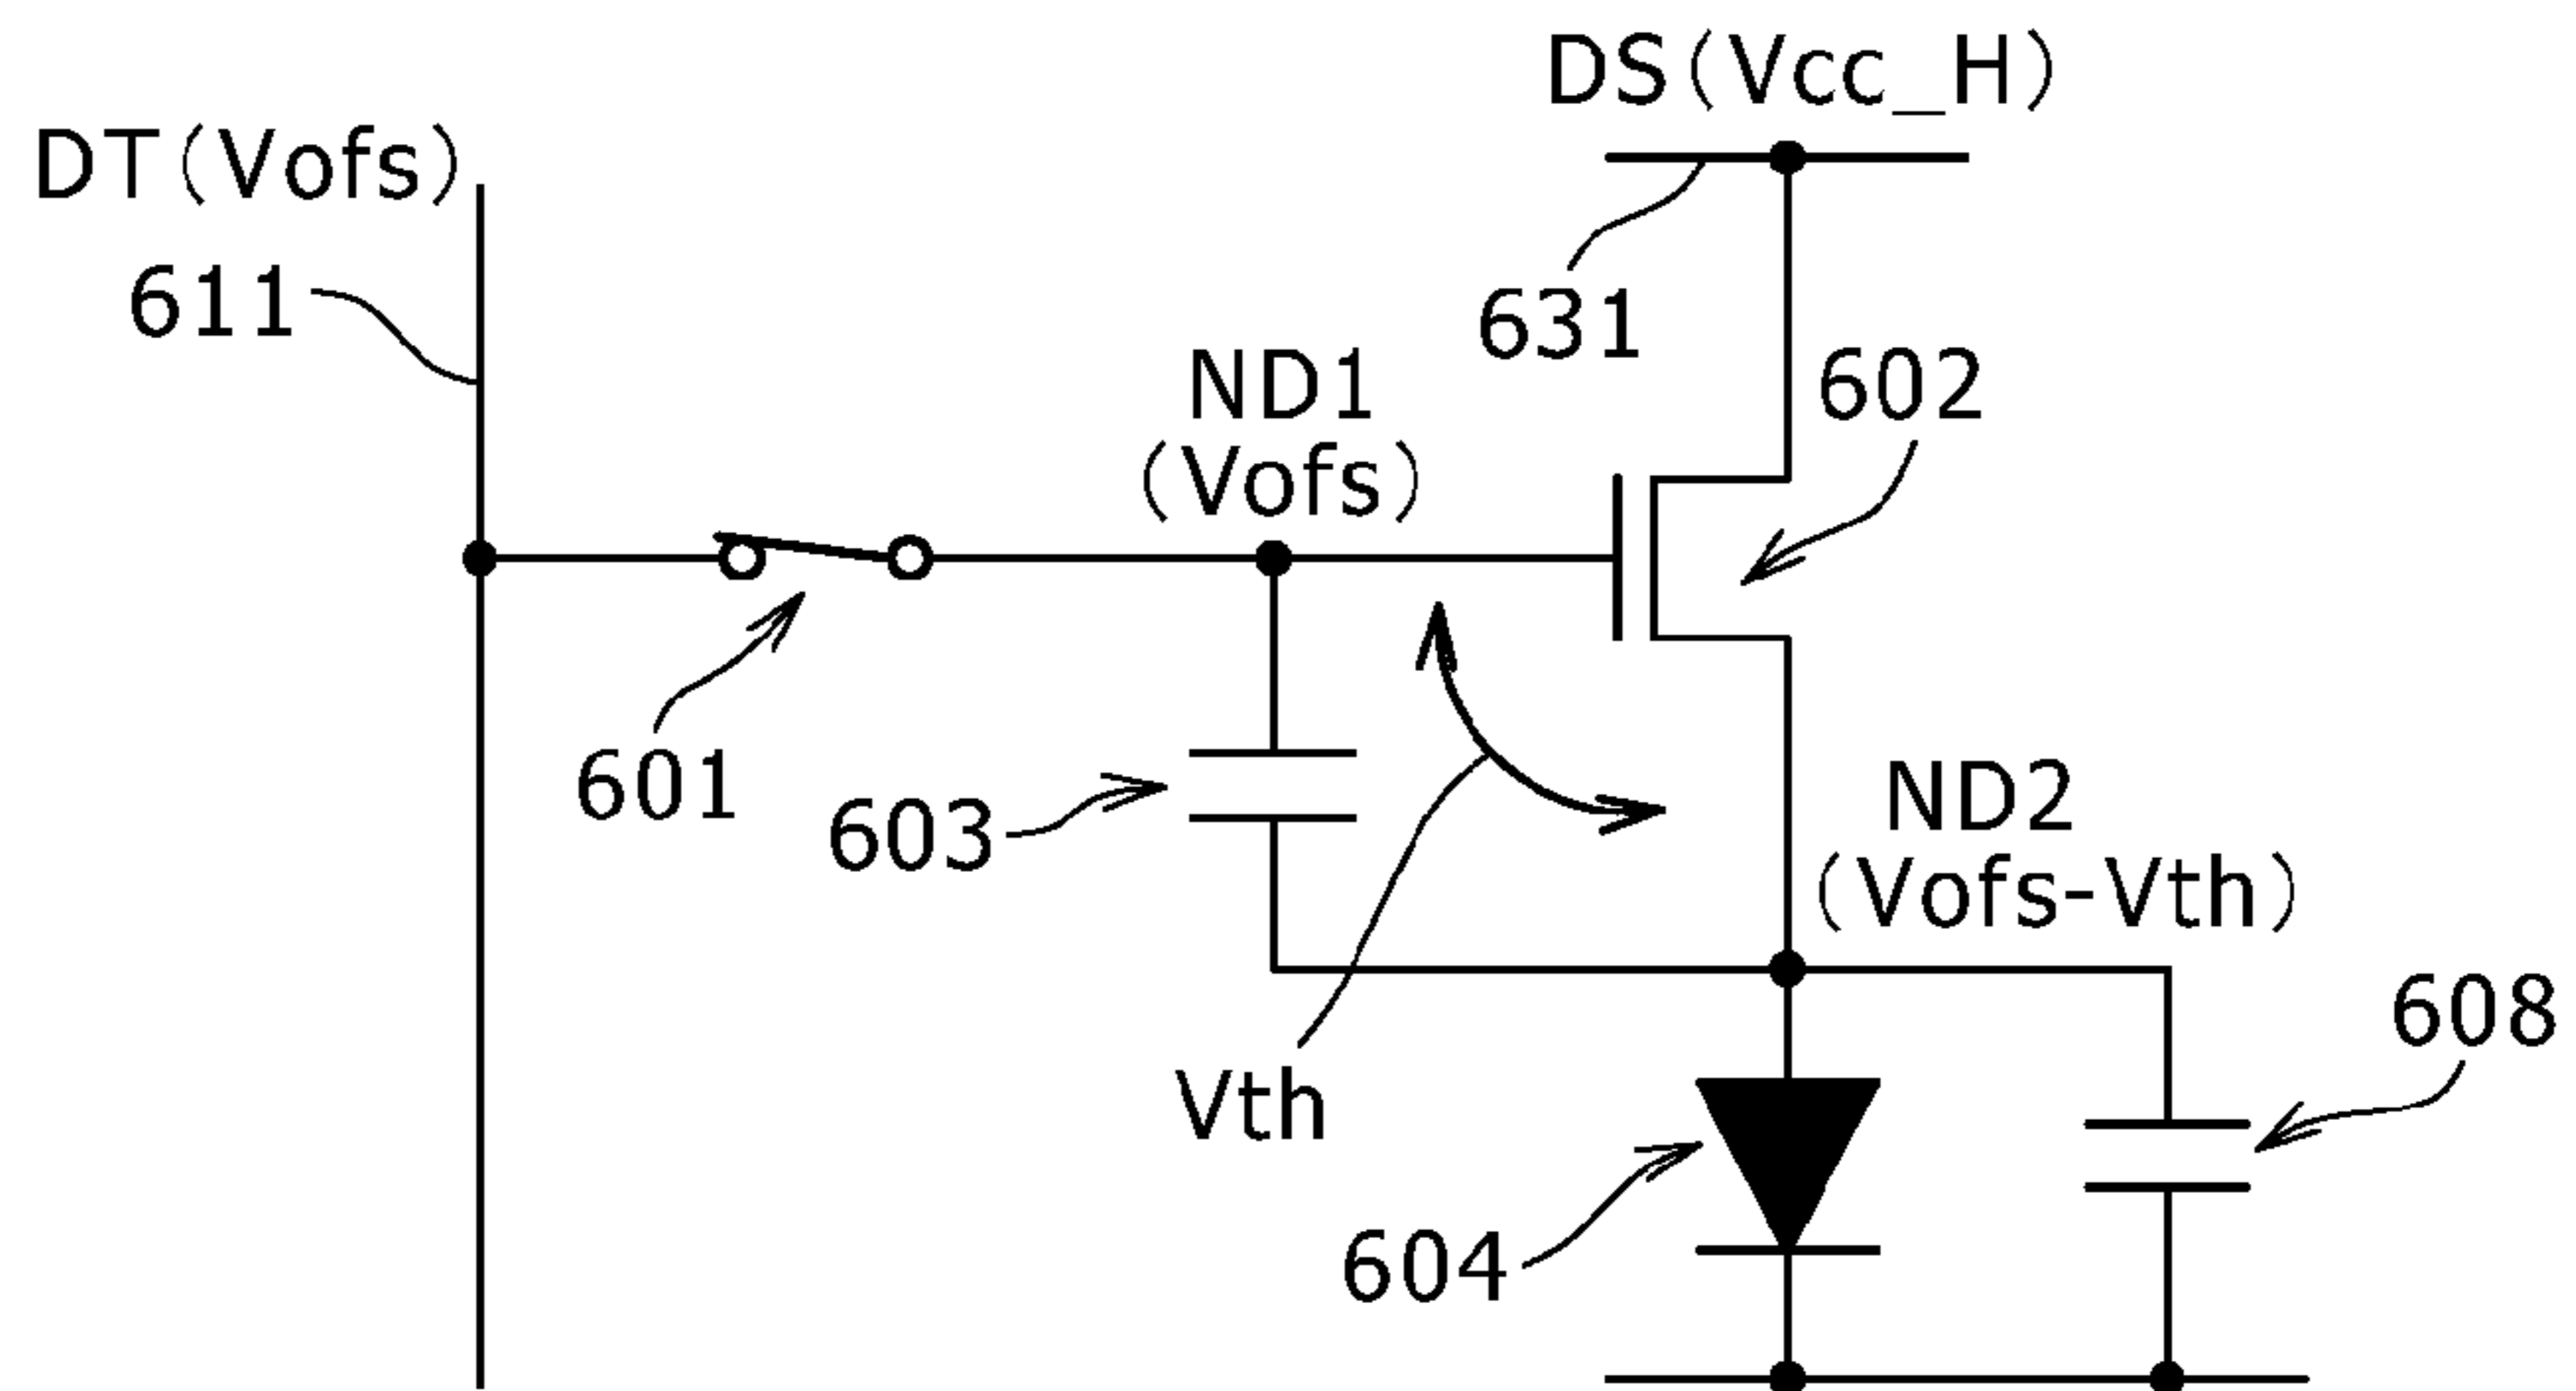 DS(Vcc_H)
DT(Vofs)
611
631
ND1
(Vofs)
602
601
603
ND2
(Vofs-Vth)
608
Vth
604